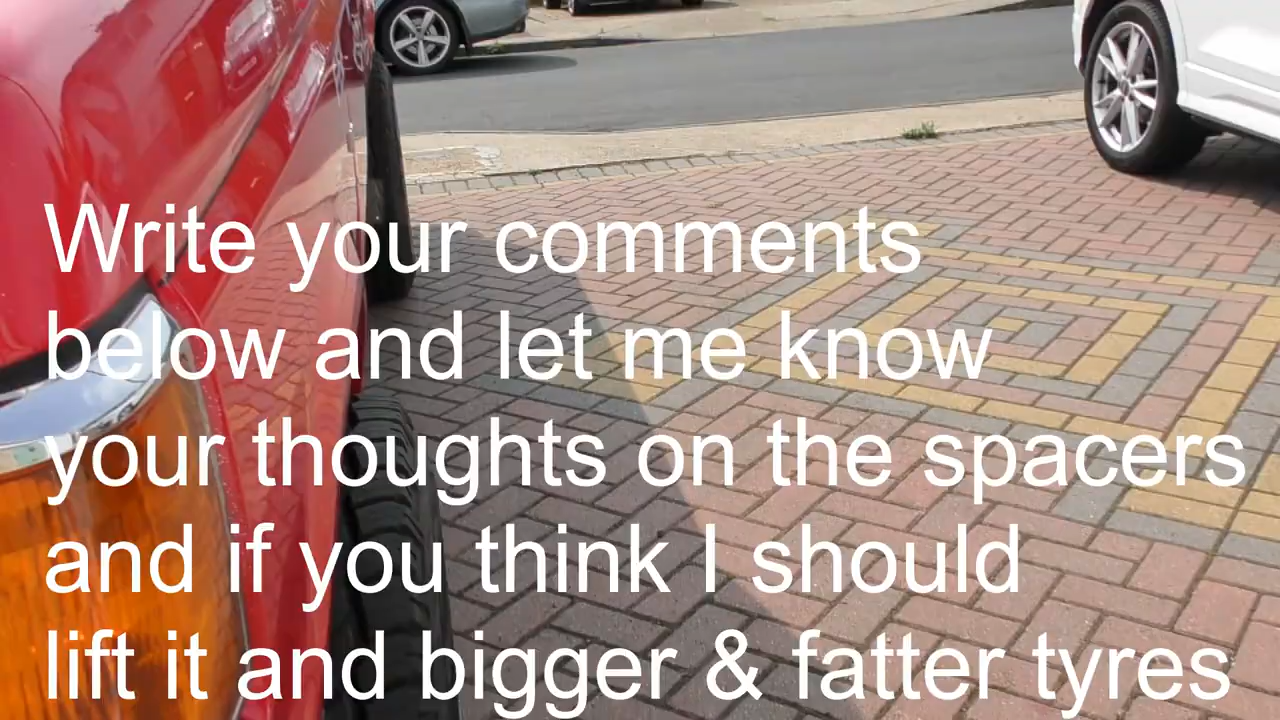 Write your comments
below and let me know
your thoughts on the spacers
and if you think I should
lift it and bigger & fatter tyres